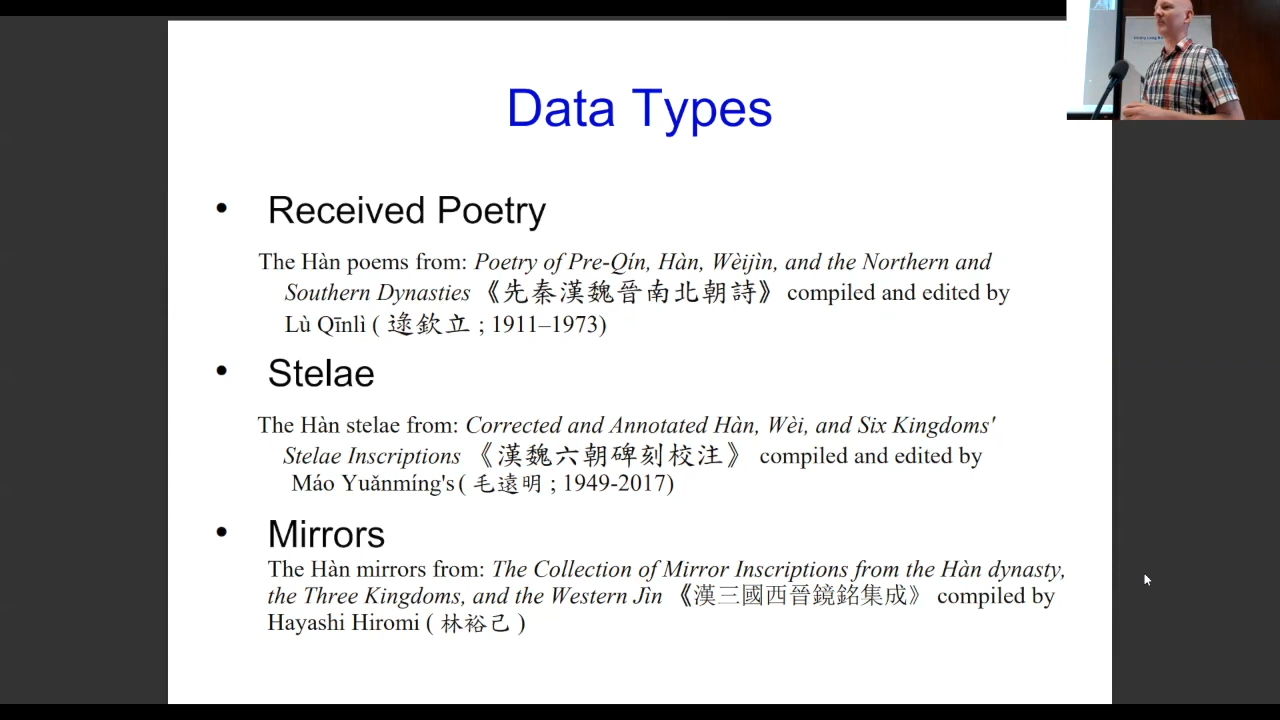 Data Types
• Received Poetry
The Hàn poems from: Poetry of Pre-Qín, Hàn, Wèijìn, and the Northern and
Southern Dynasties 《先秦漢魏晉南北朝詩》 compiled and edited by
Lù Qīnlì ( 逯欽立 ; 1911–1973)
• Stelae
The Hàn stelae from: Corrected and Annotated Hàn, Wèi, and Six Kingdoms'
Stelae Inscriptions 《漢魏六朝碑刻校注》 compiled and edited by
Máo Yuǎnmíng's ( 毛遠明 ; 1949-2017)
• Mirrors
The Hàn mirrors from: The Collection of Mirror Inscriptions from the Hàn dynasty,
the Three Kingdoms, and the Western Jìn 《漢三國西晉鏡銘集成》 compiled by
Hayashi Hiromi ( 林裕己 )